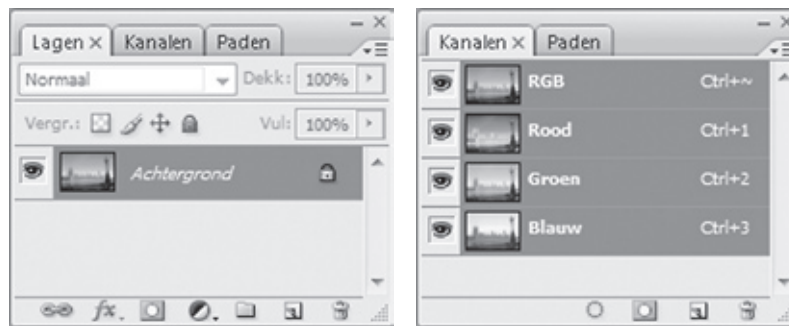 Lagen × Kanalen Paden
Normaal Dekk: 100%
Vergr.: Vul: 100%
Achtergrond
fx.
Kanalen × Paden
RGB Ctrl+~
Rood Ctrl+1
Groen Ctrl+2
Blauw Ctrl+3